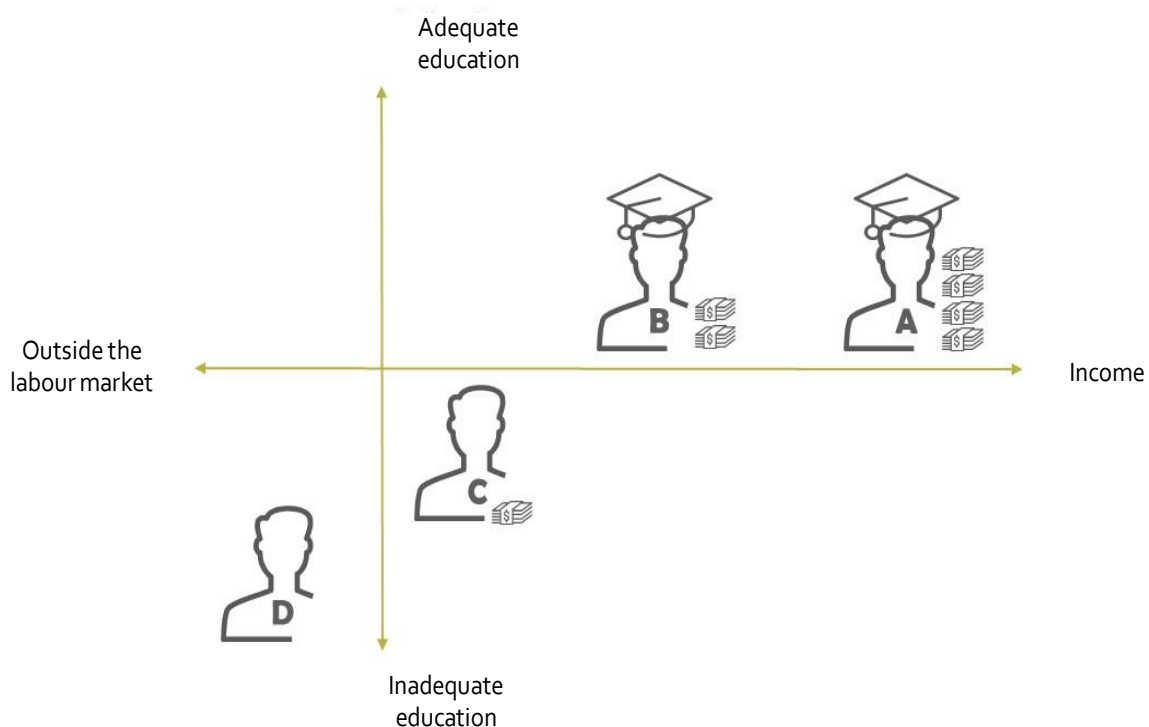 Adequate
education
B
A
Outside the
labour market
Income
C
D
Inadequate
education
$
$
$
$
$
$
$